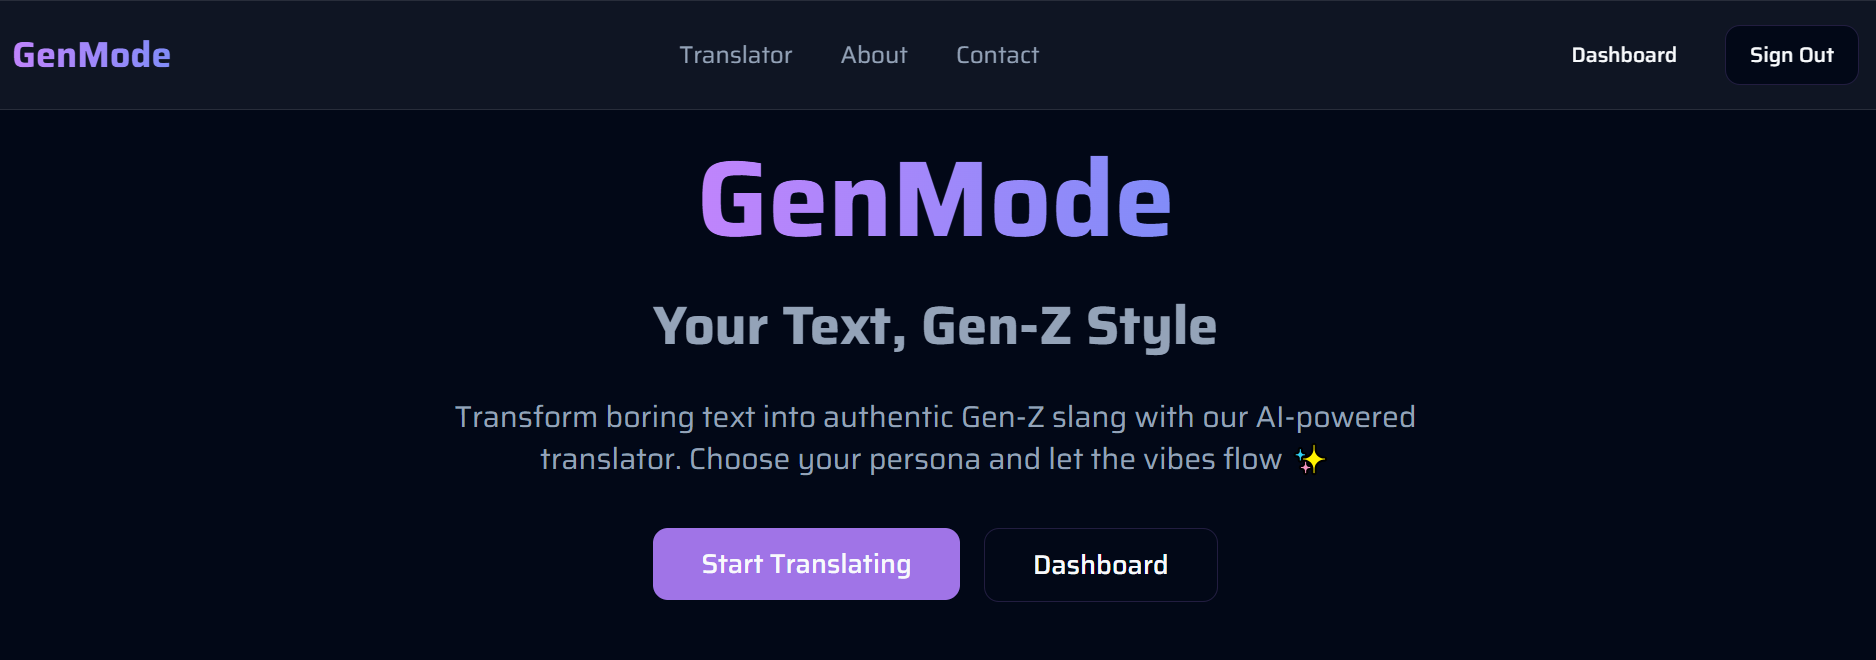 GenMode
Translator
About
Contact
Dashboard
Sign Out
GenMode
Your Text, Gen-Z Style
Transform boring text into authentic Gen-Z slang with our AI-powered
translator. Choose your persona and let the vibes flow ✨
Start Translating
Dashboard